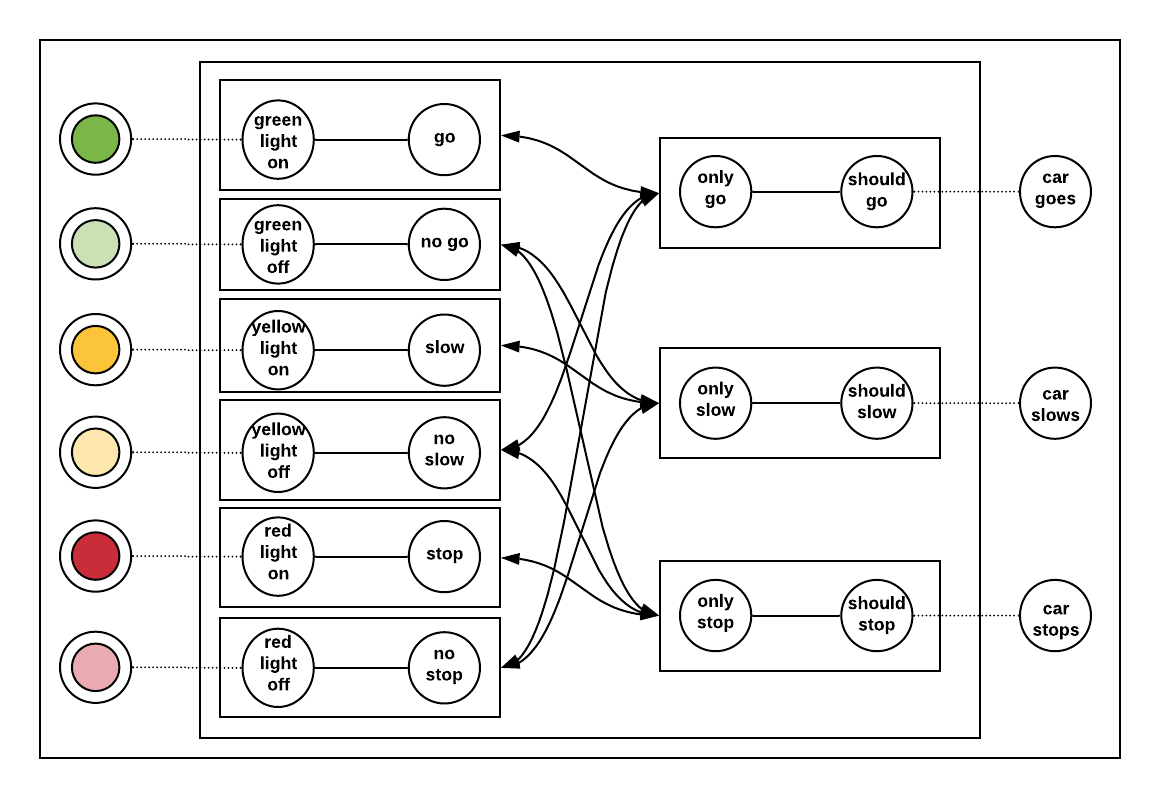 green
light
on
go
green
light
off
no go
yellow
light
on
slow
yellow
light
off
no
slow
red
light
on
stop
red
light
off
no
stop
only
go
should
go
car
goes
only
slow
should
slow
car
slows
only
stop
should
stop
car
stops